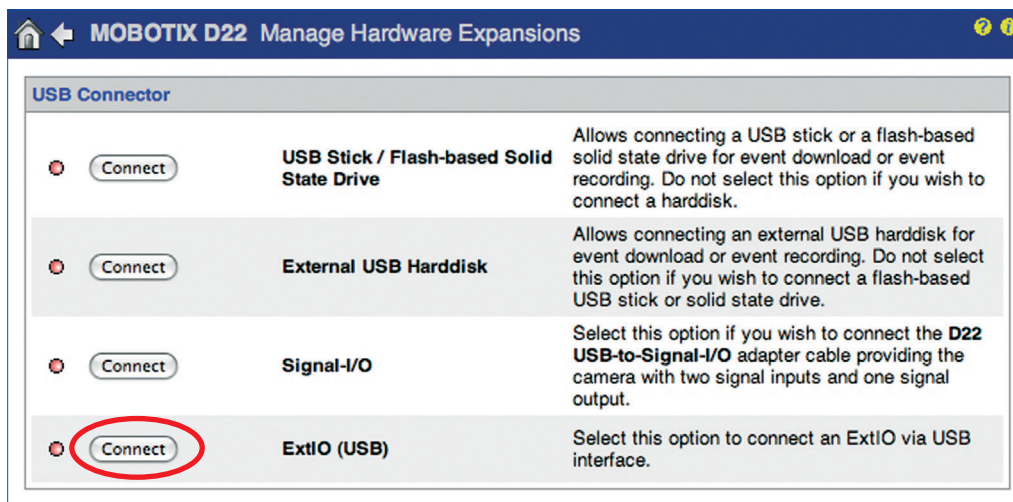 MOBOTIX D22 Manage Hardware Expansions
? i
USB Connector
Connect
USB Stick / Flash-based Solid
State Drive
Allows connecting a USB stick or a flash-based
solid state drive for event download or event
recording. Do not select this option if you wish to
connect a harddisk.
Connect
External USB Harddisk
Allows connecting an external USB harddisk for
event download or event recording. Do not select
this option if you wish to connect a flash-based
USB stick or solid state drive.
Connect
Signal-I/O
Select this option if you wish to connect the D22
USB-to-Signal-I/O adapter cable providing the
camera with two signal inputs and one signal
output.
Connect
ExtIO (USB)
Select this option to connect an ExtIO via USB
interface.